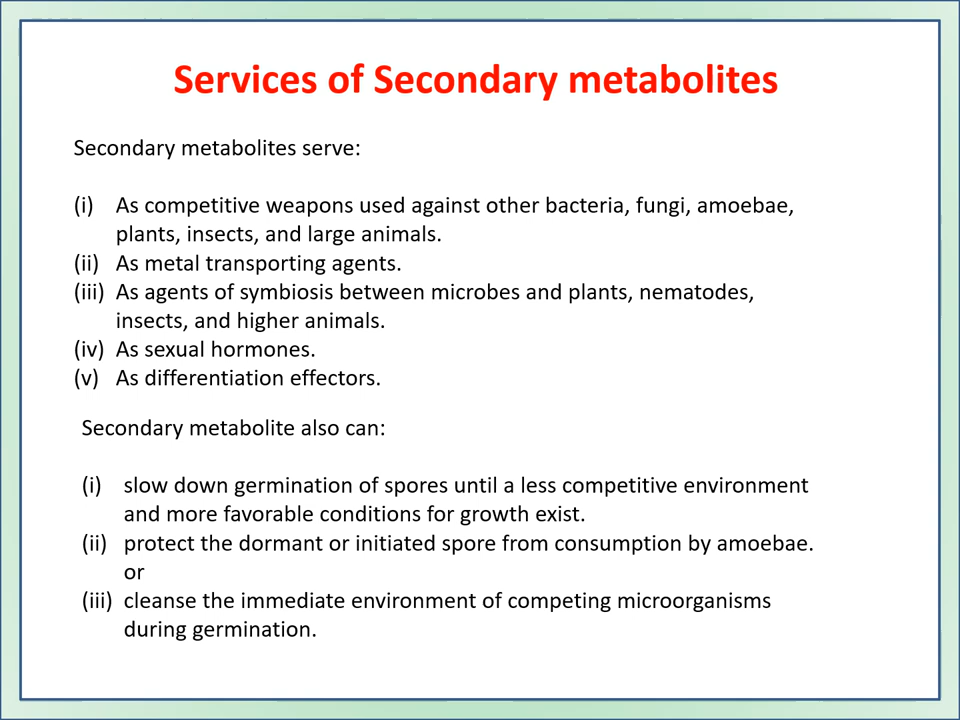 Services of Secondary metabolites
Secondary metabolites serve:
(i) As competitive weapons used against other bacteria, fungi, amoebae,
plants, insects, and large animals.
(ii) As metal transporting agents.
(iii) As agents of symbiosis between microbes and plants, nematodes,
insects, and higher animals.
(iv) As sexual hormones.
(v) As differentiation effectors.
Secondary metabolite also can:
(i) slow down germination of spores until a less competitive environment
and more favorable conditions for growth exist.
(ii) protect the dormant or initiated spore from consumption by amoebae.
or
(iii) cleanse the immediate environment of competing microorganisms
during germination.